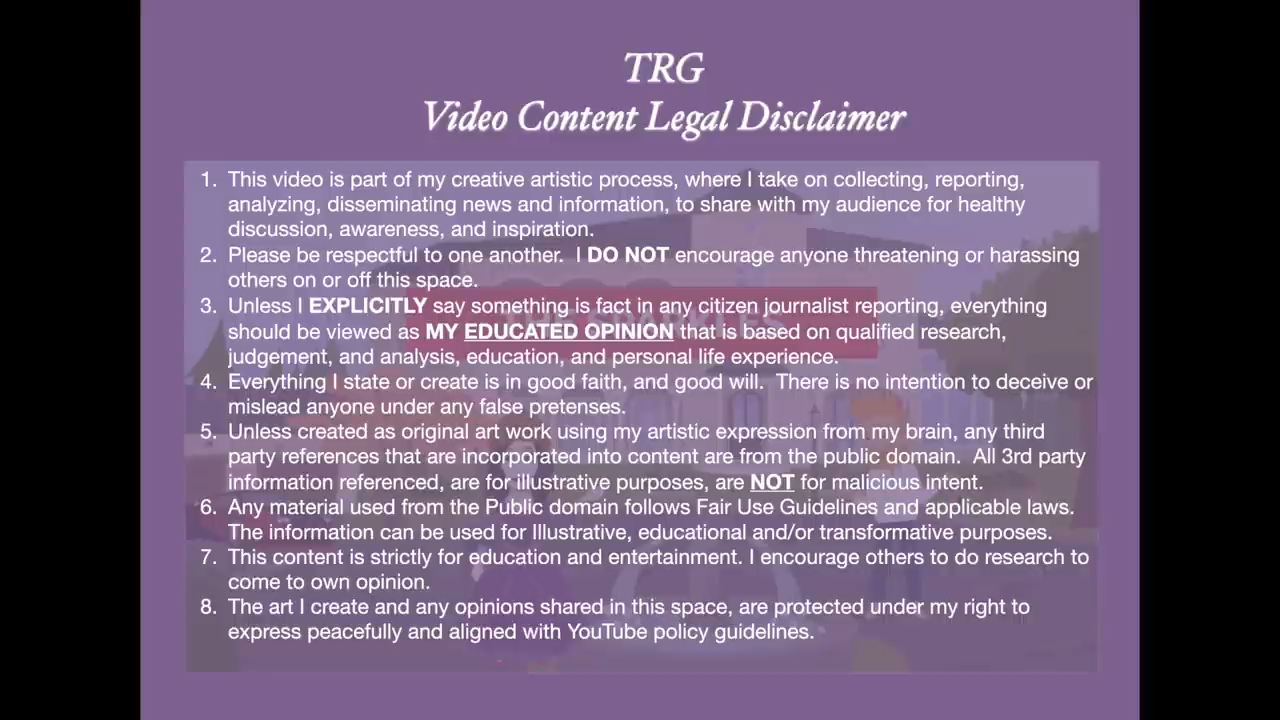 TRG
Video Content Legal Disclaimer
1. This video is part of my creative artistic process, where I take on collecting, reporting,
analyzing, disseminating news and information, to share with my audience for healthy
discussion, awareness, and inspiration.
2. Please be respectful to one another. I DO NOT encourage anyone threatening or harassing
others on or off this space.
3. Unless I EXPLICITLY say something is fact in any citizen journalist reporting, everything
should be viewed as MY EDUCATED OPINION that is based on qualified research,
judgement, and analysis, education, and personal life experience.
4. Everything I state or create is in good faith, and good will. There is no intention to deceive or
mislead anyone under any false pretenses.
5. Unless created as original art work using my artistic expression from my brain, any third
party references that are incorporated into content are from the public domain. All 3rd party
information referenced, are for illustrative purposes, are NOT for malicious intent.
6. Any material used from the Public domain follows Fair Use Guidelines and applicable laws.
The information can be used for Illustrative, educational and/or transformative purposes.
7. This content is strictly for education and entertainment. I encourage others to do research to
come to own opinion.
8. The art I create and any opinions shared in this space, are protected under my right to
express peacefully and aligned with YouTube policy guidelines.